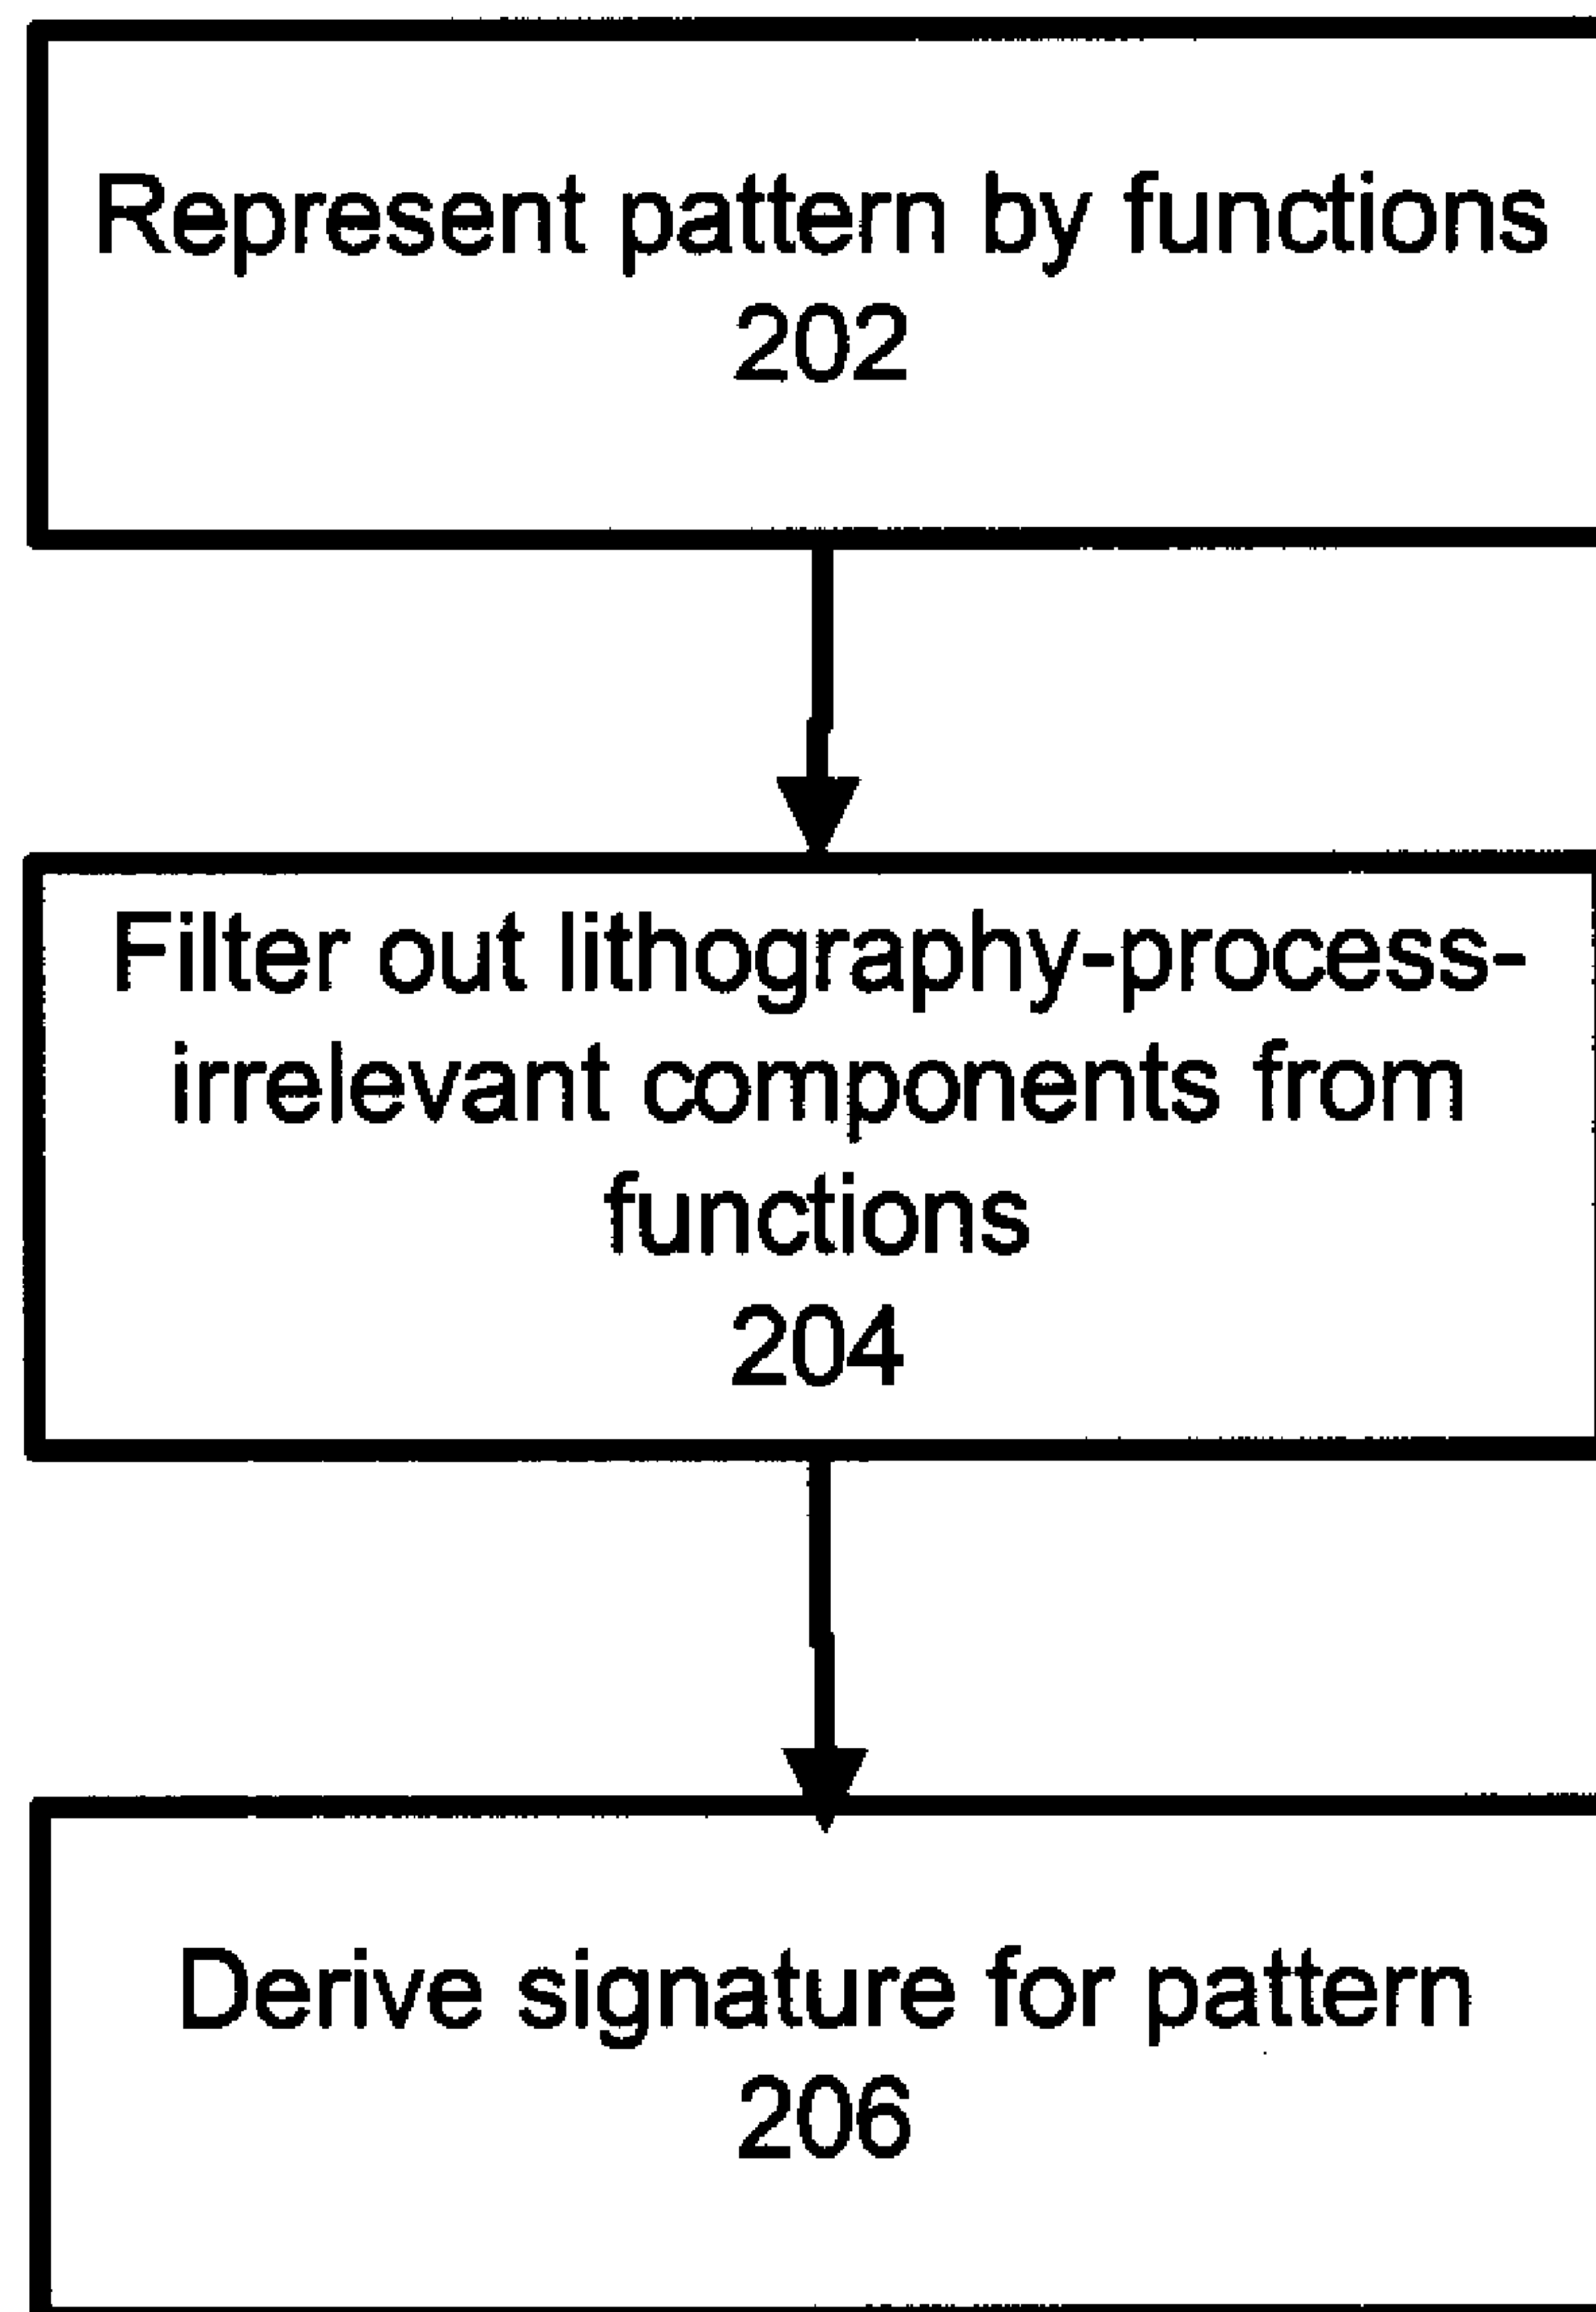 Represent pattern by functions
202
Filter out lithography-process-
irrelevant components from
functions
204
Derive signature for pattern
206